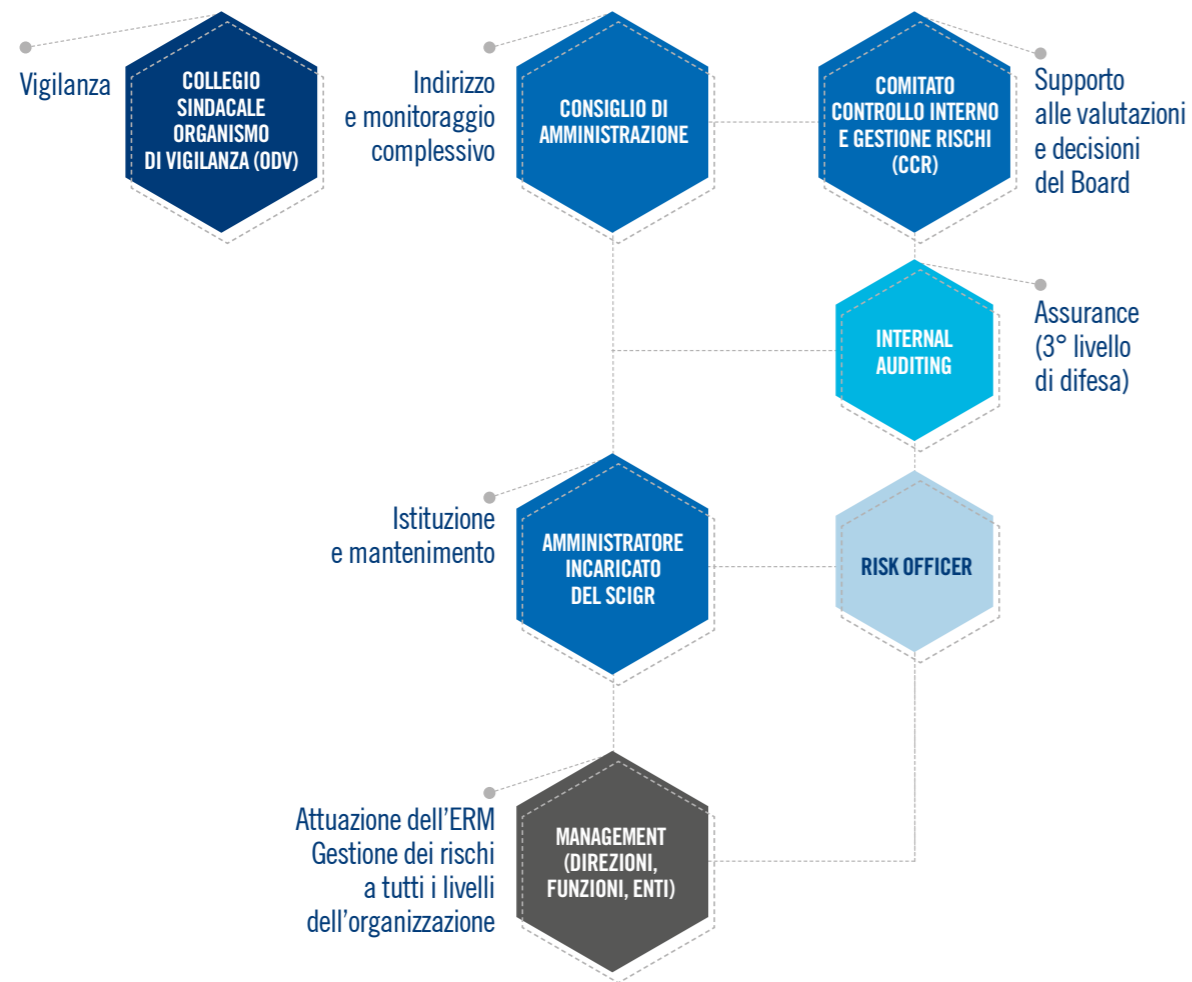 Vigilanza
COLLEGIO
SINDACALE
ORGANISMO
DI VIGILANZA (ODV)
Indirizzo
e monitoraggio
complessivo
CONSIGLIO DI
AMMINISTRAZIONE
COMITATO
CONTROLLO INTERNO
E GESTIONE RISCHI
(CCR)
Supporto
alle valutazioni
e decisioni
del Board
INTERNAL
AUDITING
Assurance
(3° livello
di difesa)
Istituzione
e mantenimento
AMMINISTRATORE
INCARICATO
DEL SCIGR
RISK OFFICER
Attuazione dell’ERM
Gestione dei rischi
a tutti i livelli
dell’organizzazione
MANAGEMENT
(DIREZIONI,
FUNZIONI, ENTI)